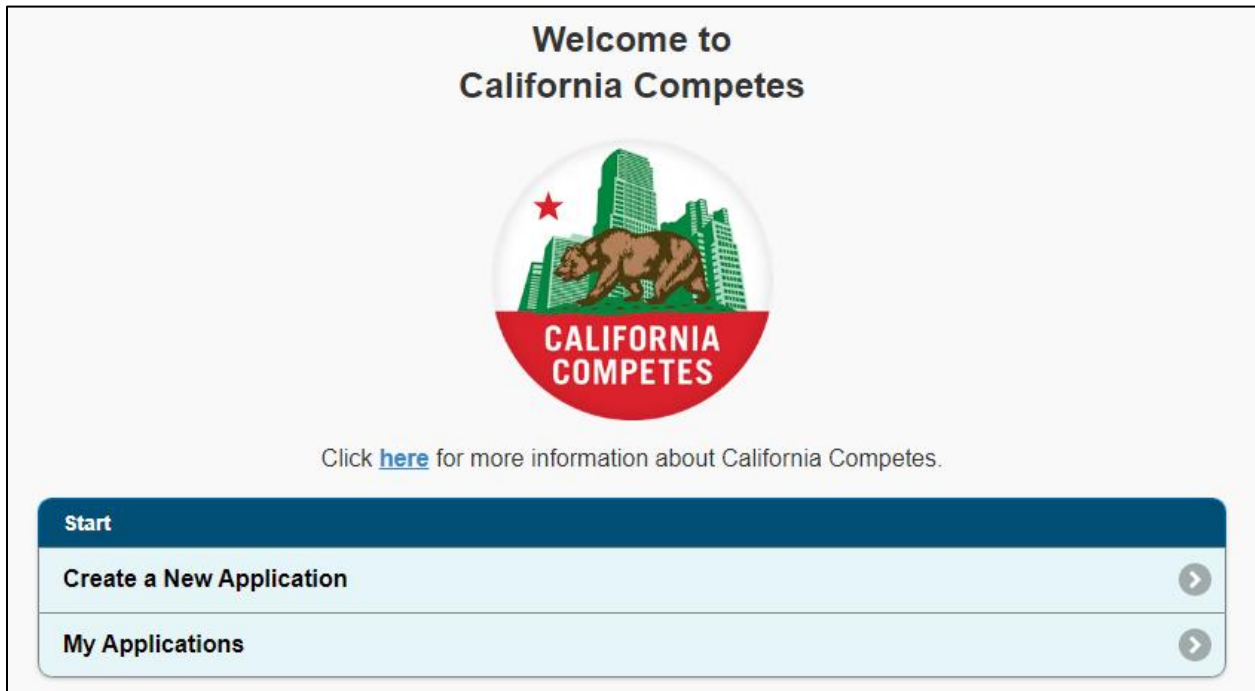 Welcome to
California Competes
CALIFORNIA
COMPETES
Click here for more information about California Competes.
Start
Create a New Application
My Applications